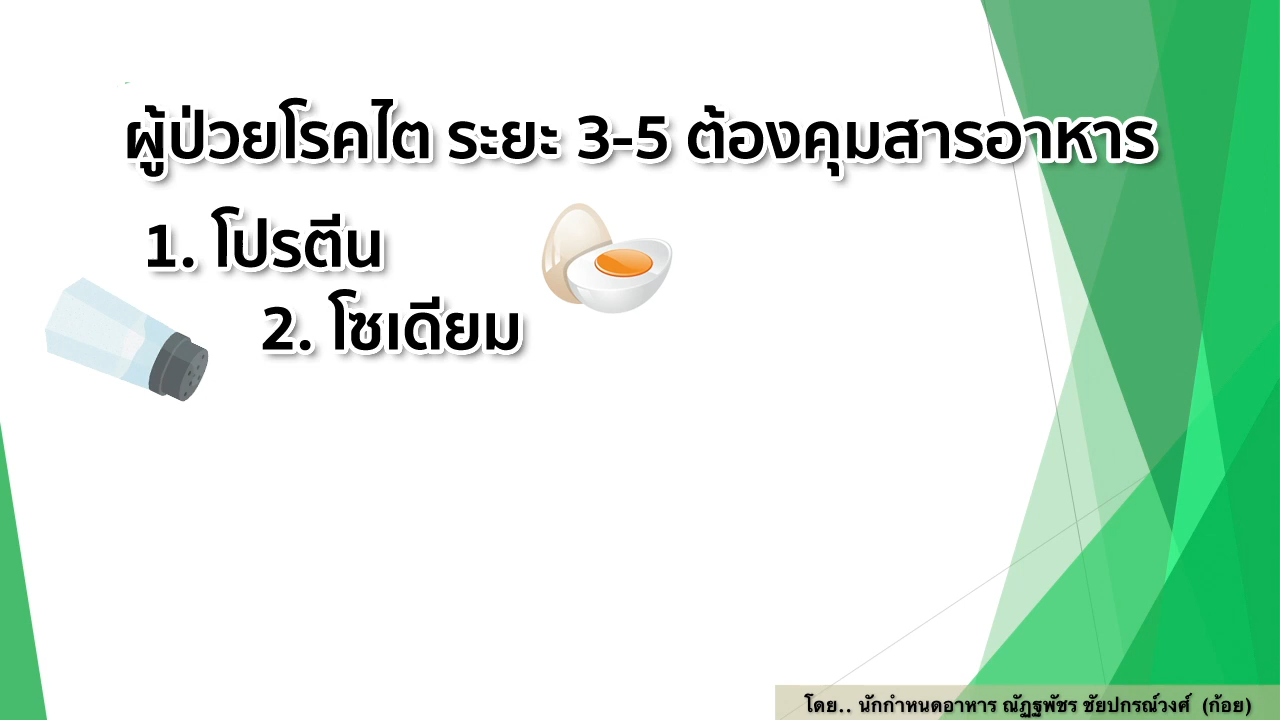 ผู้ป่วยโรคไต ระยะ 3-5 ต้องคุมสารอาหาร
1. โปรตีน
2. โซเดียม
โดย.. นักกำหนดอาหาร ณัฏฐพัชร ชัยปกรณ์วงศ์ (ก้อย)